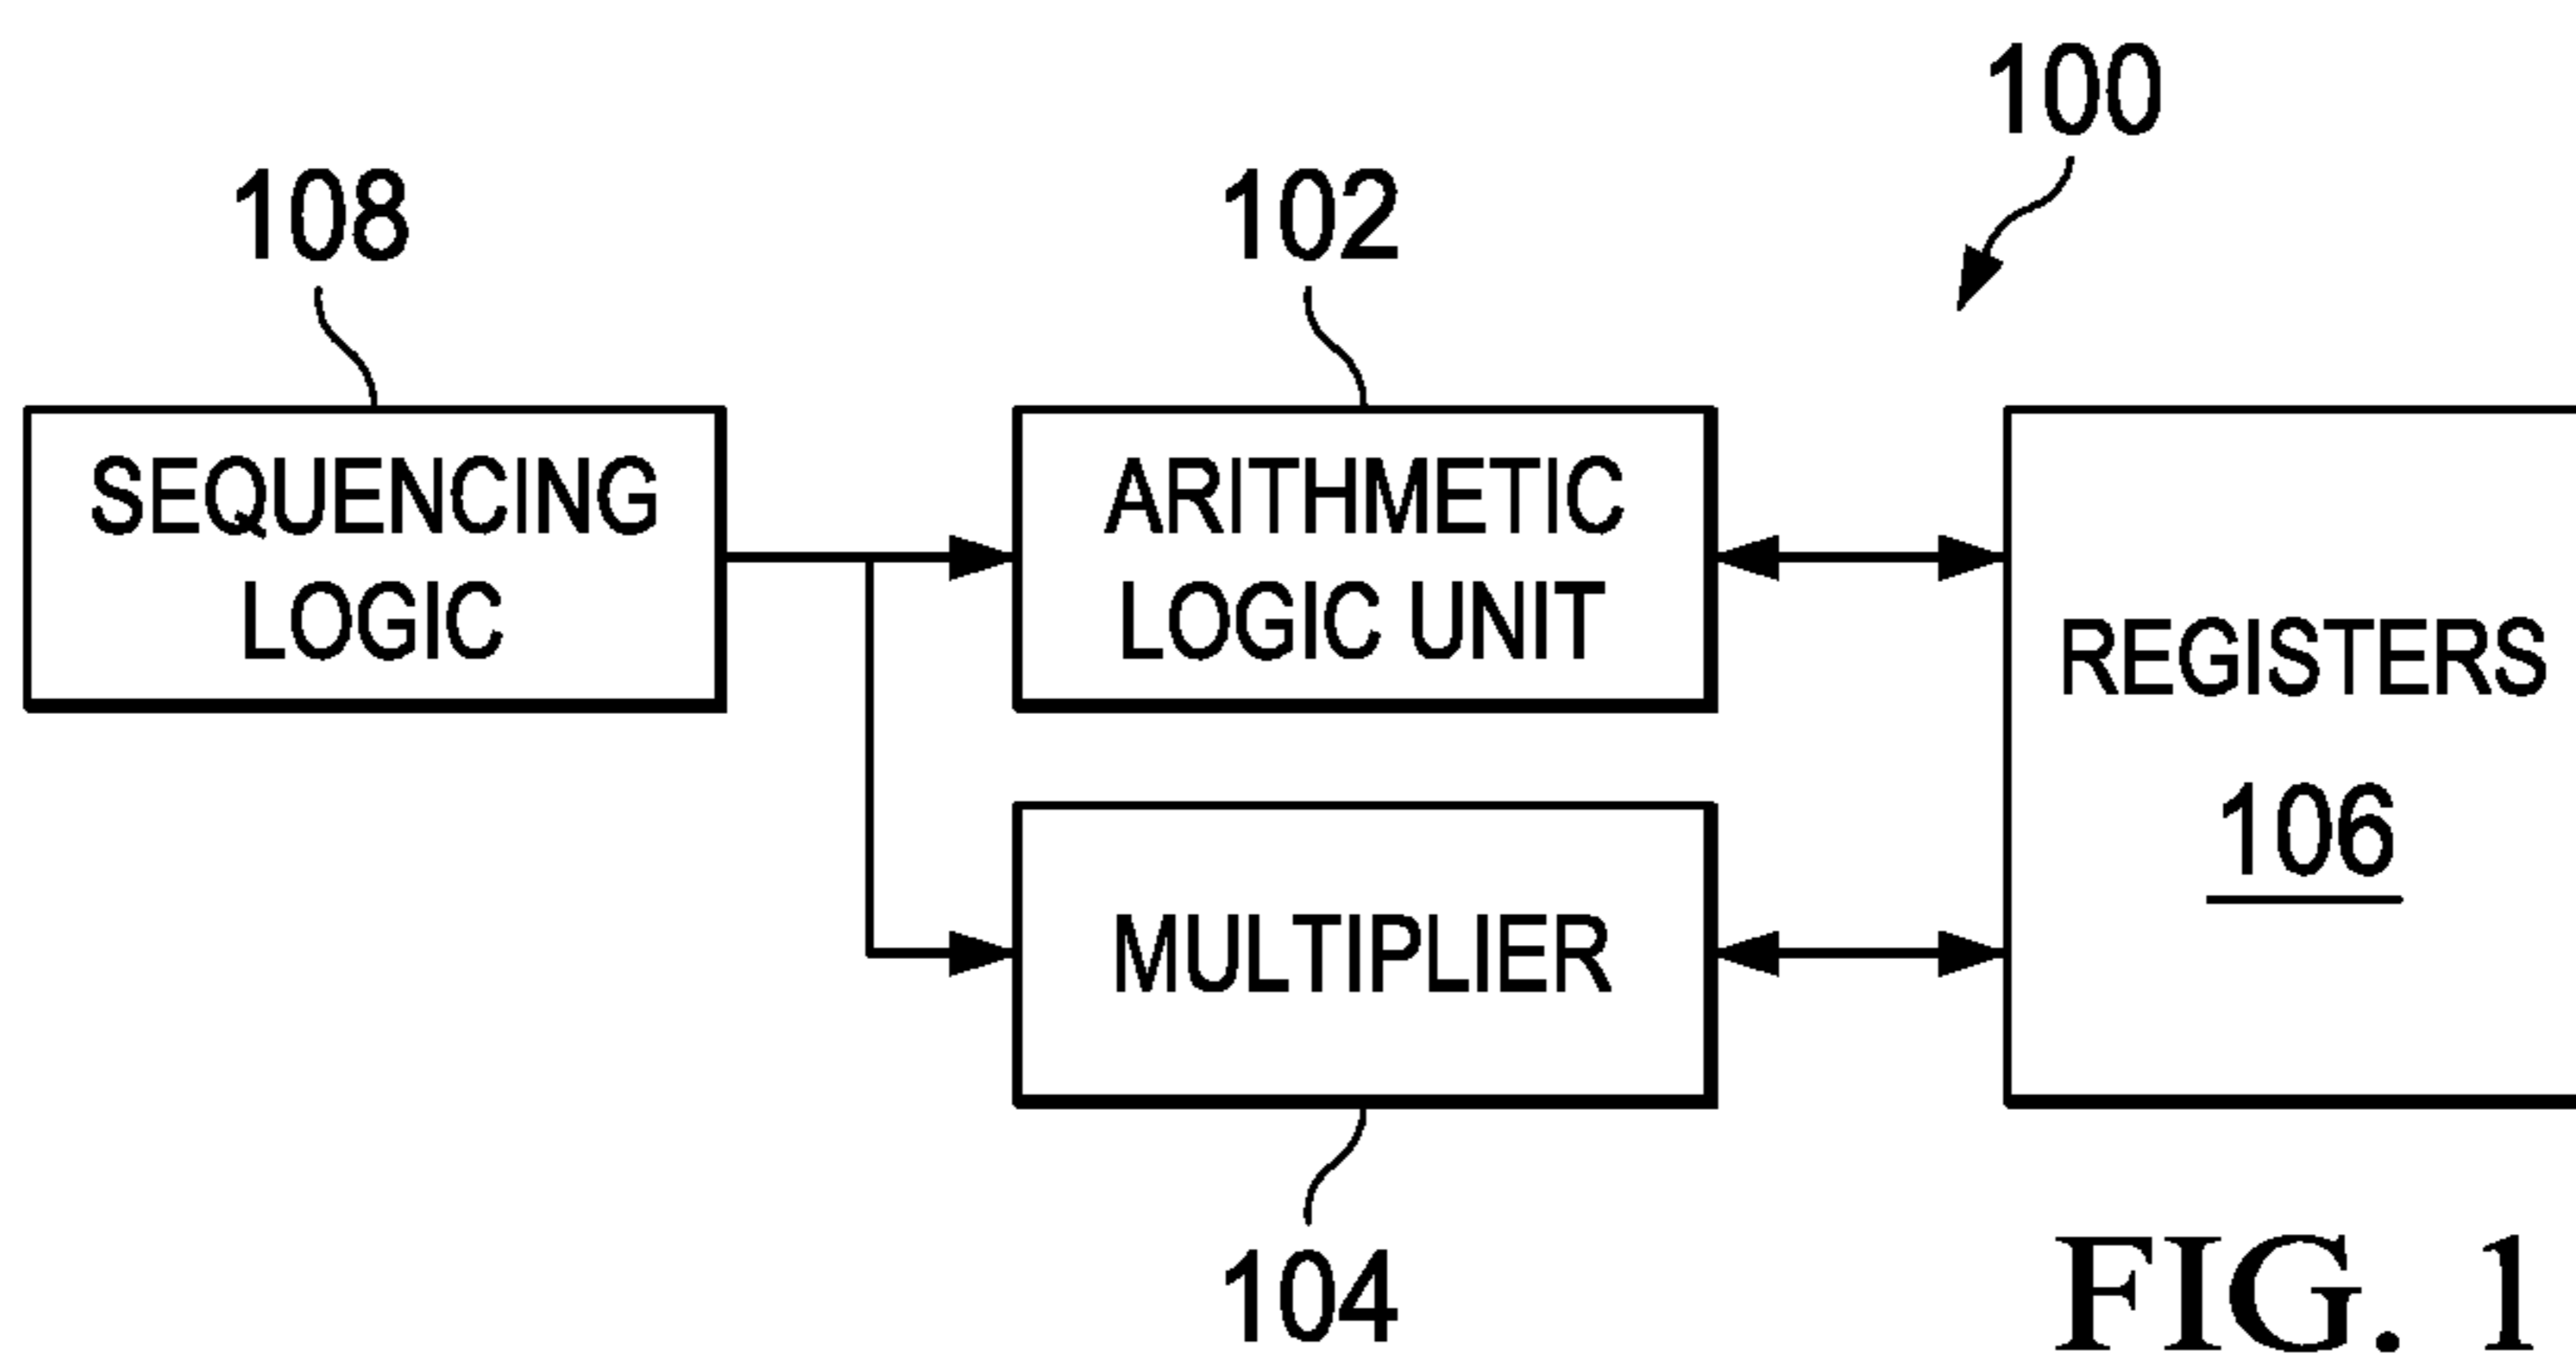 100
108
102
SEQUENCING
LOGIC
ARITHMETIC
LOGIC UNIT
REGISTERS
106
MULTIPLIER
104
FIG. 1